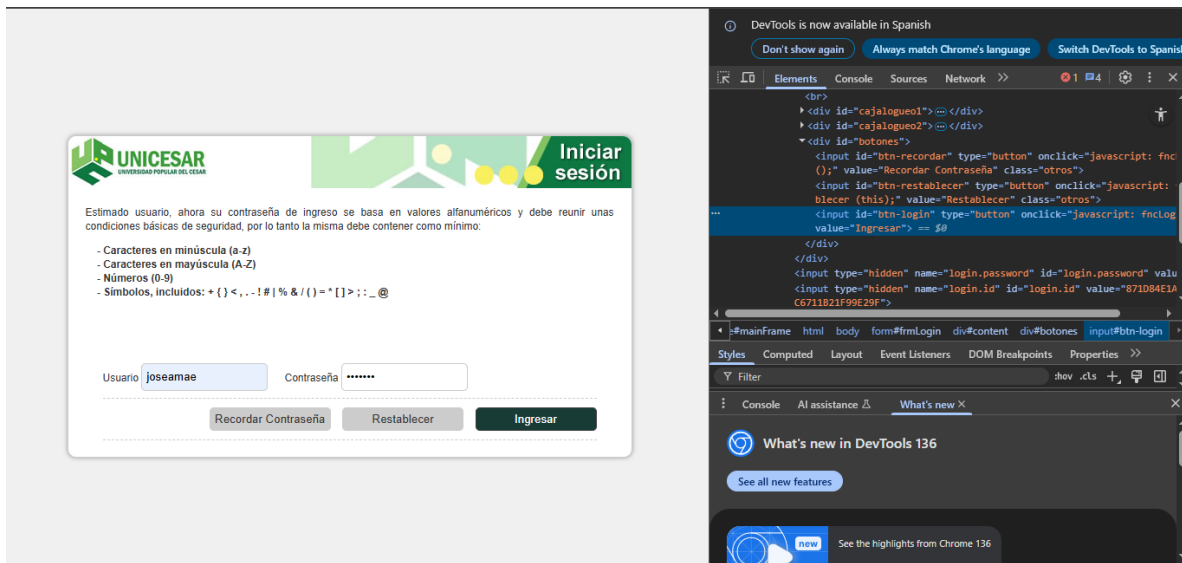 UNICESAR
UNIVERSIDAD POPULAR DEL CESAR
Iniciar
sesión
Estimado usuario, ahora su contraseña de ingreso se basa en valores alfanuméricos y debe reunir unas
condiciones básicas de seguridad, por lo tanto la misma debe contener como mínimo:
- Caracteres en minúscula (a-z)
- Caracteres en mayúscula (A-Z)
- Números (0-9)
- Símbolos, incluidos: + { } < , . - ! # | % & / ( ) = * [ ] > ; : _ @
Usuario joseamae Contraseña •••••••
Recordar Contraseña Restablecer Ingresar
DevTools is now available in Spanish
Don't show again Always match Chrome's language Switch DevTools to Spanis
Elements Console Sources Network 1 4
<br>
<div id="cajalogueo1"> </div>
<div id="cajalogueo2"> </div>
<div id="botones">
<input id="btn-recordar" type="button" onclick="javascript: fnc
();" value="Recordar Contraseña" class="otros">
<input id="btn-restablecer" type="button" onclick="javascript:
blecer (this);" value="Restablecer" class="otros">
<input id="btn-login" type="button" onclick="javascript: fncLog
value="Ingresar"> == $0
</div>
</div>
<input type="hidden" name="login.password" id="login.password" valu
<input type="hidden" name="login.id" id="login.id" value="871D84E1A
C6711B21F99E29F">
e#mainFrame html body form#frmLogin div#content div#botones input#btn-login
Styles Computed Layout Event Listeners DOM Breakpoints Properties
Filter :hov .cls
Console AI assistance What's new
What's new in DevTools 136
See all new features
new See the highlights from Chrome 136